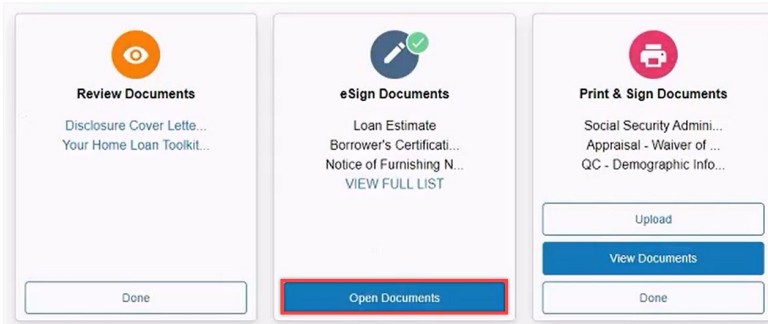 Review Documents
Disclosure Cover Lette...
Your Home Loan Toolkit...
Done
eSign Documents
Loan Estimate
Borrower's Certificati...
Notice of Furnishing N...
VIEW FULL LIST
Open Documents
Print & Sign Documents
Social Security Admini...
Appraisal - Waiver of ...
QC - Demographic Info...
Upload
View Documents
Done